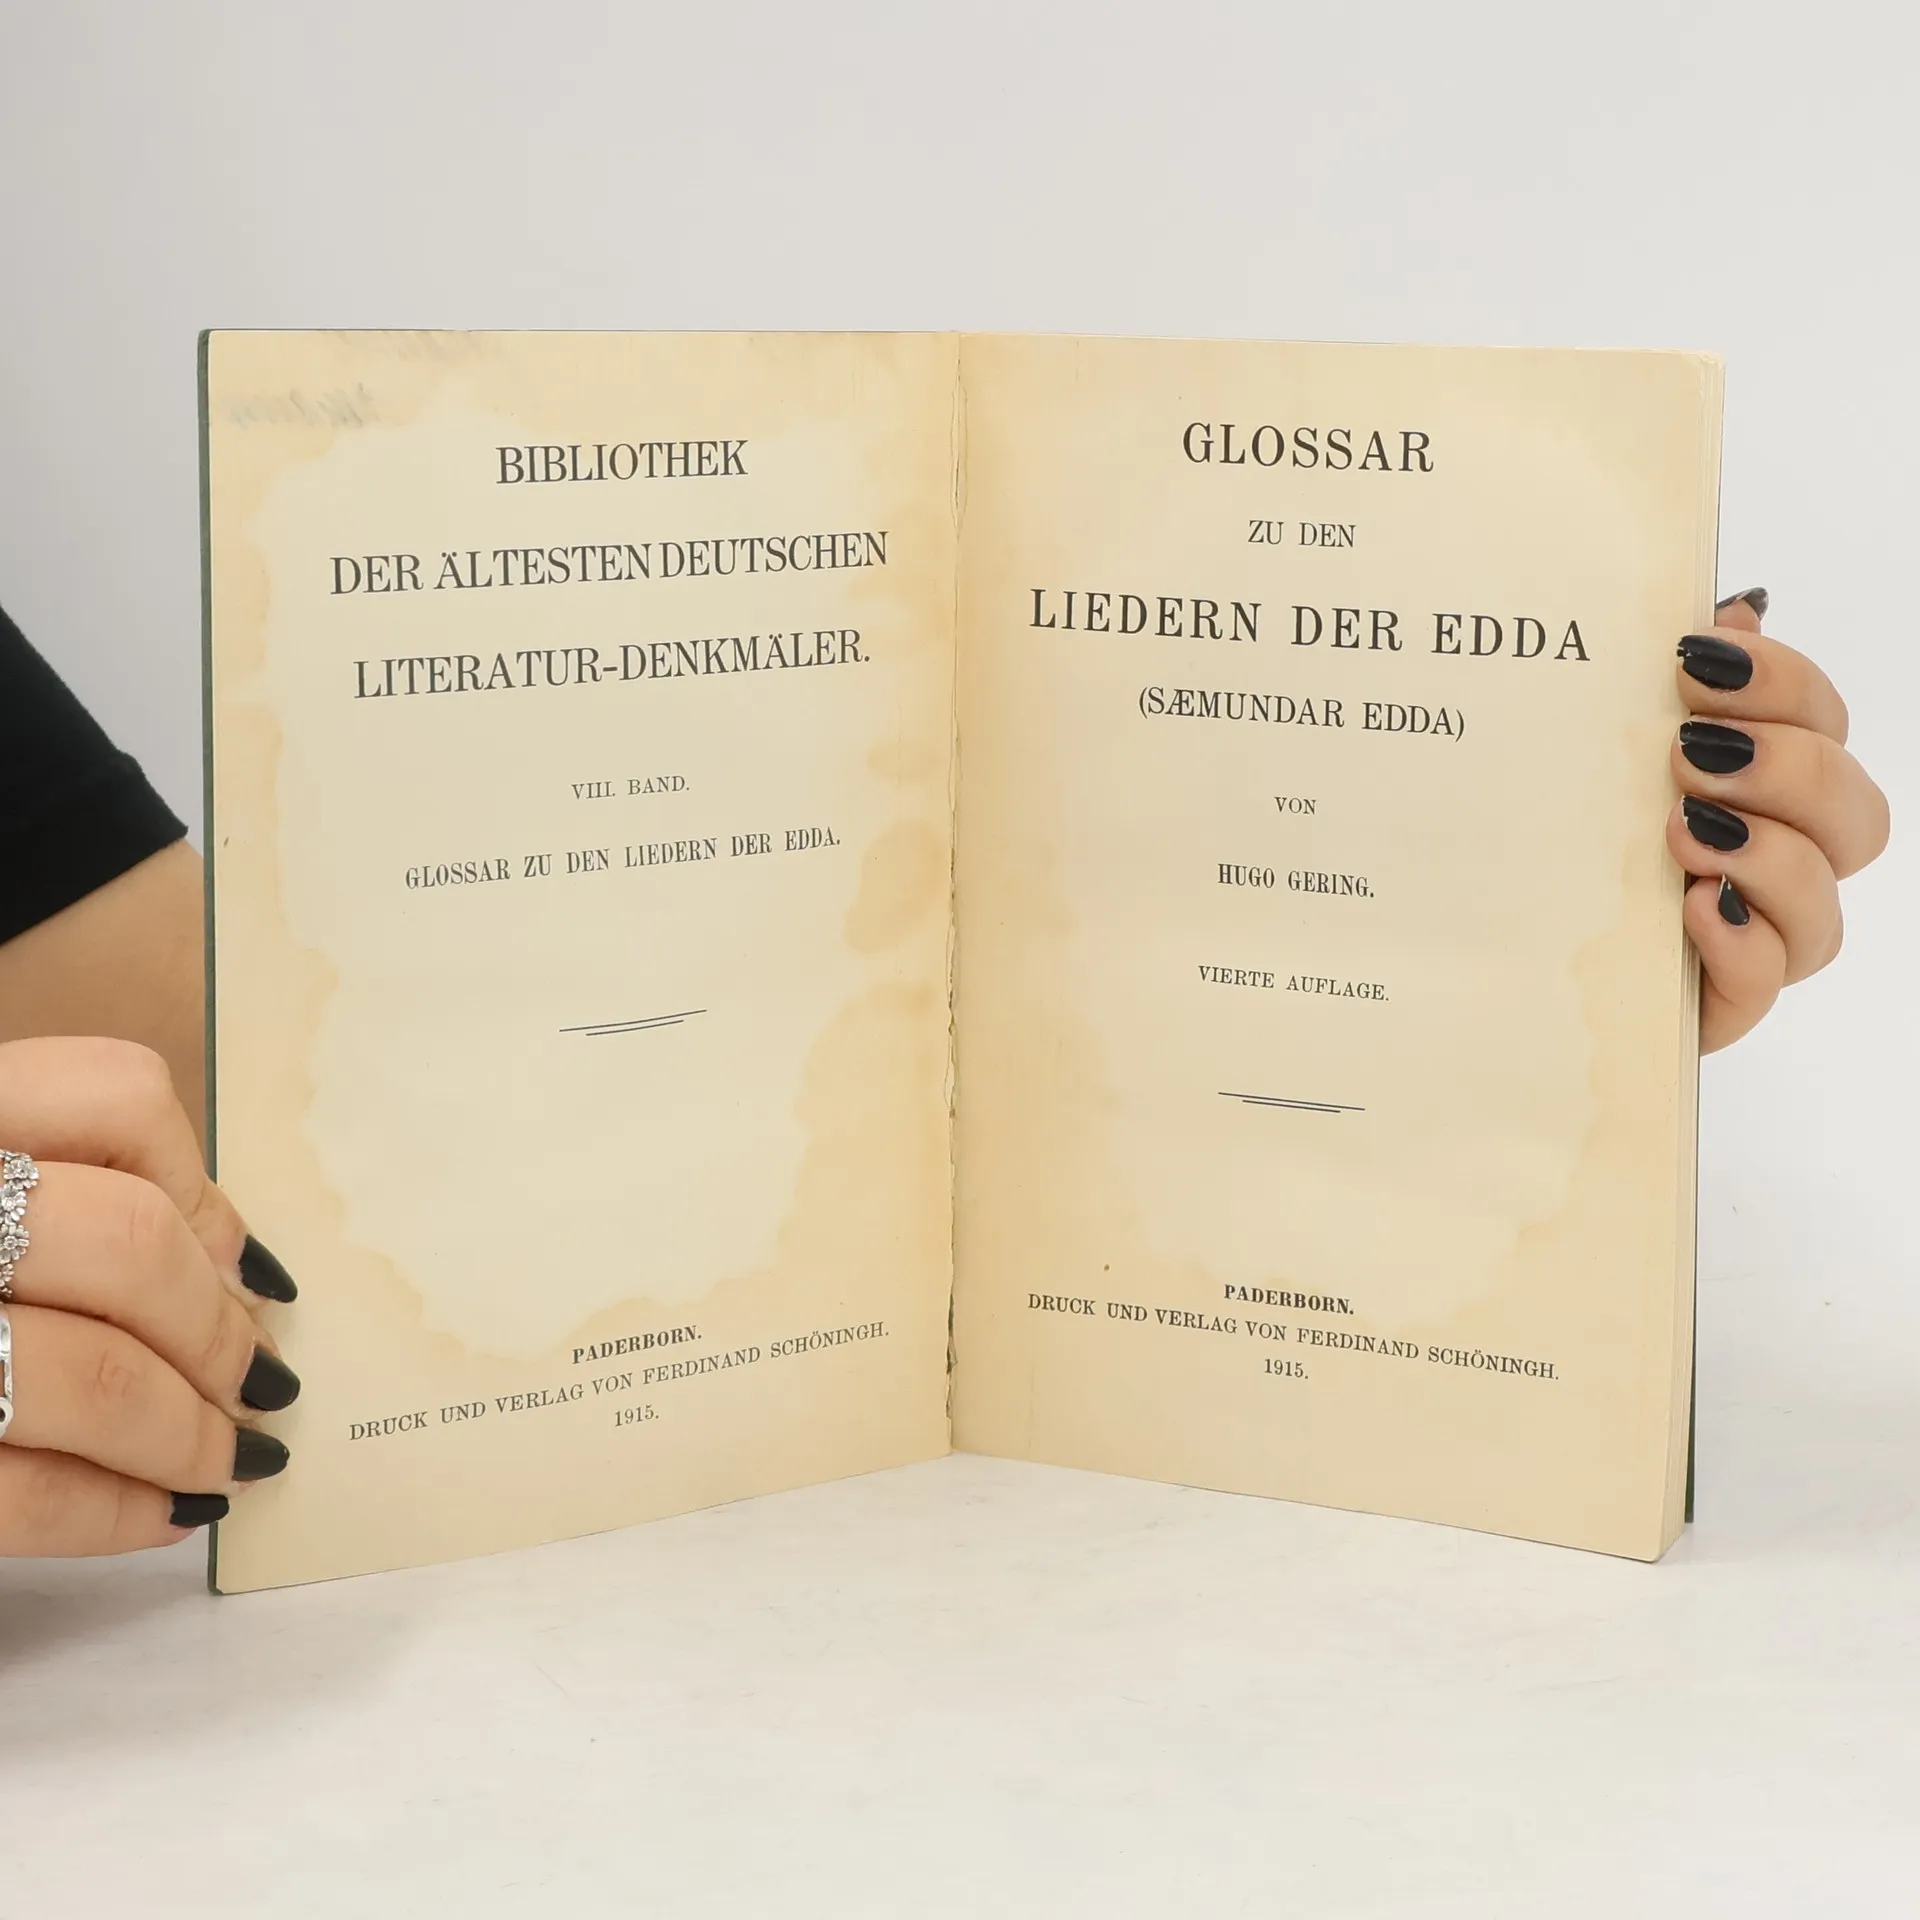 BIBLIOTHEK
DER ÄLTESTEN DEUTSCHEN
LITERATUR-DENKMÄLER.
VIII. BAND.
GLOSSAR ZU DEN LIEDERN DER EDDA.
PADERBORN.
DRUCK UND VERLAG VON FERDINAND SCHÖNINGH.
1915.
GLOSSAR
ZU DEN
LIEDERN DER EDDA
(SÆMUNDAR EDDA)
VON
HUGO GERING.
VIERTE AUFLAGE.
PADERBORN.
DRUCK UND VERLAG VON FERDINAND SCHÖNINGH.
1915.